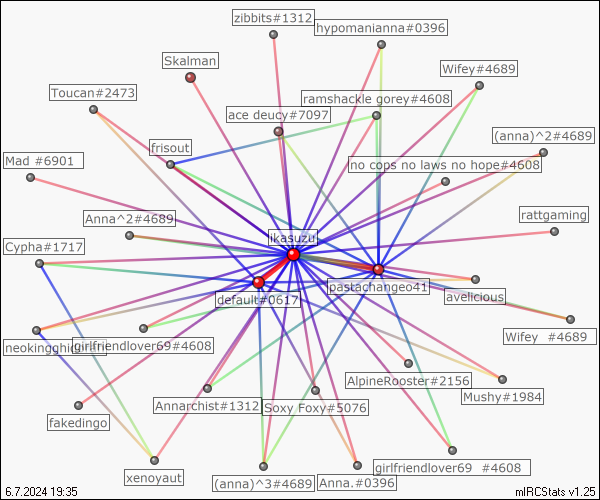 zibbits#1312
hypomanianna#0396
Skalman
Wifey#4689
Toucan#2473
ramshackle gorey#4608
ace deucy#7097
(anna)^2#4689
frisout
Mad #6901
no cops no laws no hope#4608
Anna^2#4689
rattgaming
ikasuzu
Cypha#1717
pastachangeo41
avelicious
default#0617
Wifey #4689
girlfriendlover69#4608
AlpineRooster#2156
Mushy#1984
Annarchist#1312
Soxy Foxy#5076
fakedingo
girlfriendlover69 #4608
xenoyaut
(anna)^3#4689
Anna.#0396
6.7.2024 19:35
mIRCStats v1.25